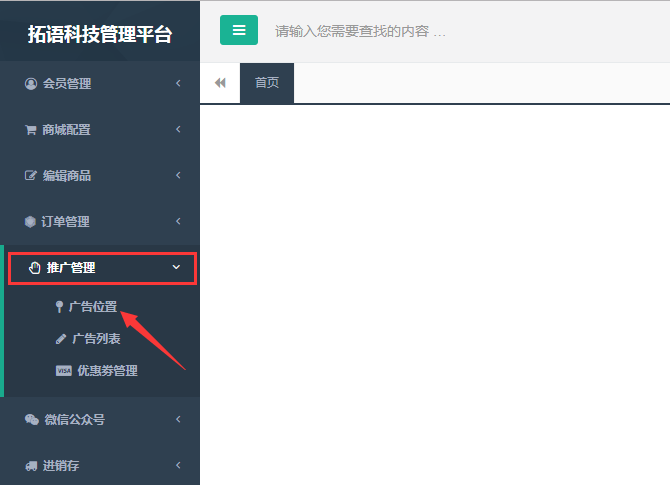 拓语科技管理平台
请输入您需要查找的内容 …
首页
会员管理
商城配置
编辑商品
订单管理
推广管理
广告位置
广告列表
VISA 优惠券管理
微信公众号
进销存